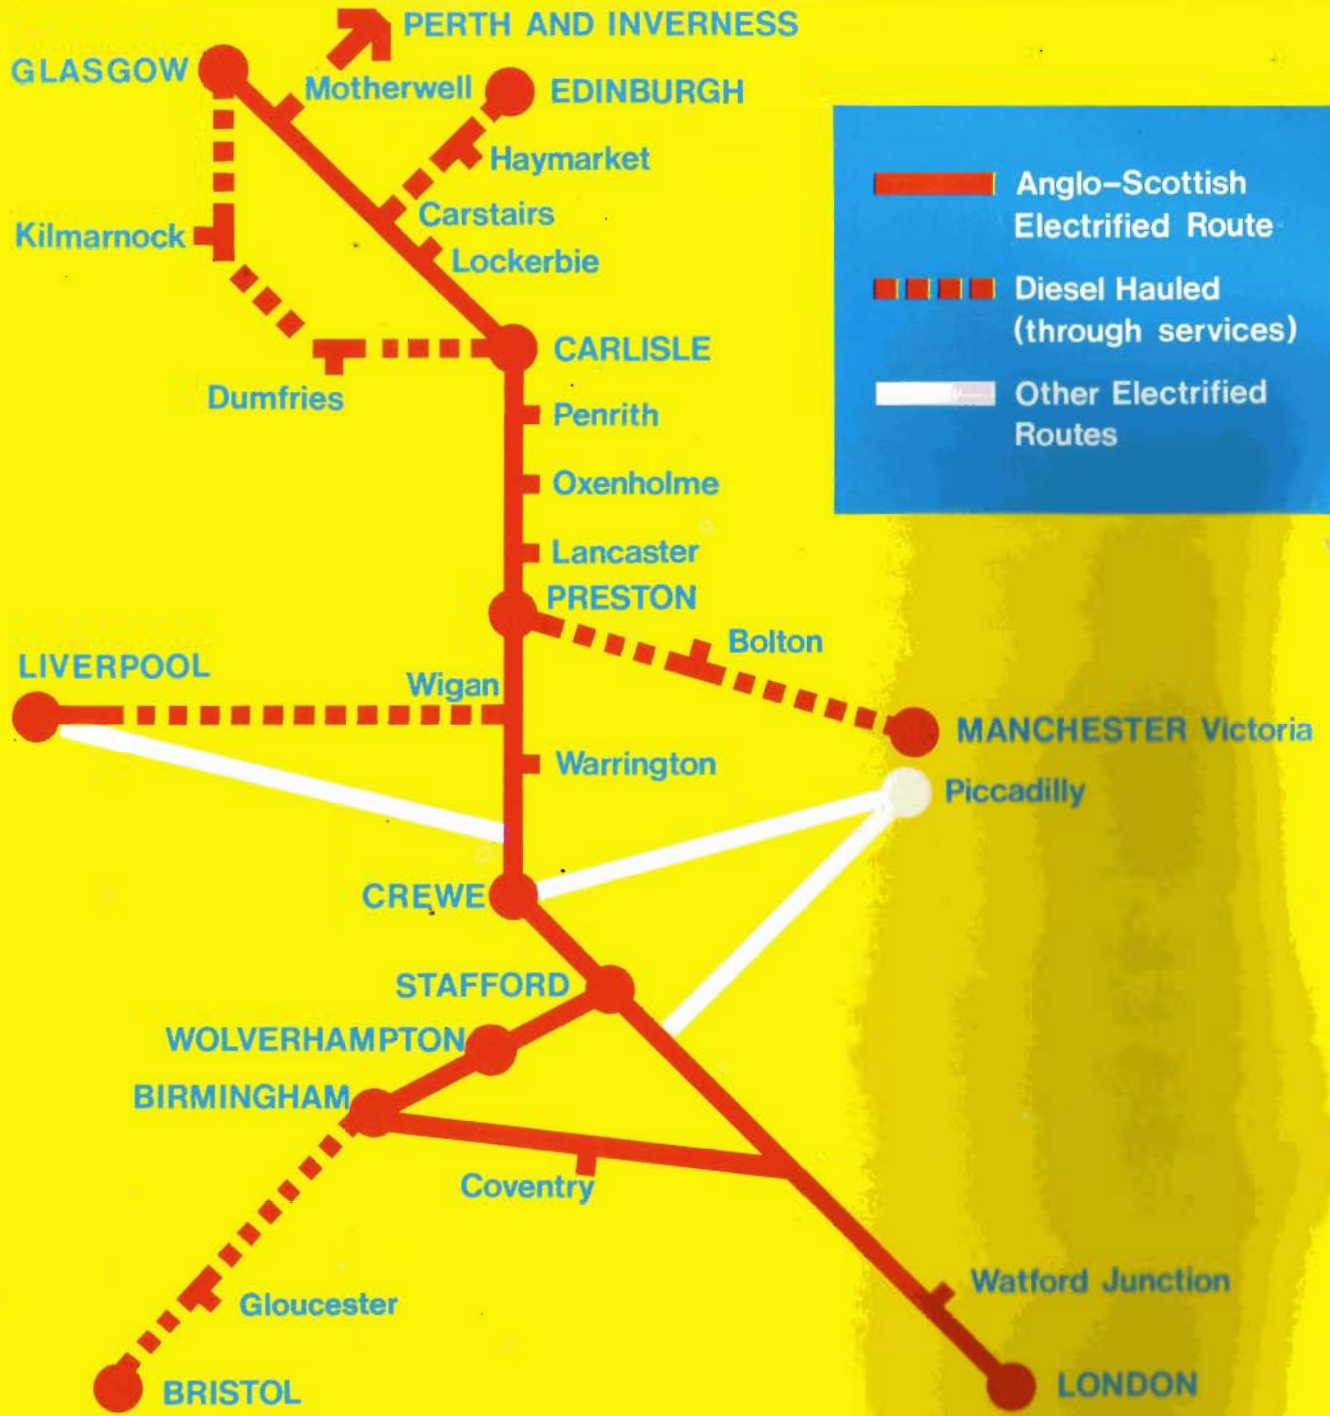 PERTH AND INVERNESS
GLASGOW
Motherwell
EDINBURGH
Haymarket
Carstairs
Kilmarnock
Lockerbie
CARLISLE
Dumfries
Penrith
Oxenholme
Lancaster
PRESTON
Bolton
LIVERPOOL
Wigan
MANCHESTER Victoria
Warrington
Piccadilly
CREWE
STAFFORD
WOLVERHAMPTON
BIRMINGHAM
Coventry
Watford Junction
Gloucester
BRISTOL
LONDON
Anglo-Scottish
Electrified Route
Diesel Hauled
(through services)
Other Electrified
Routes